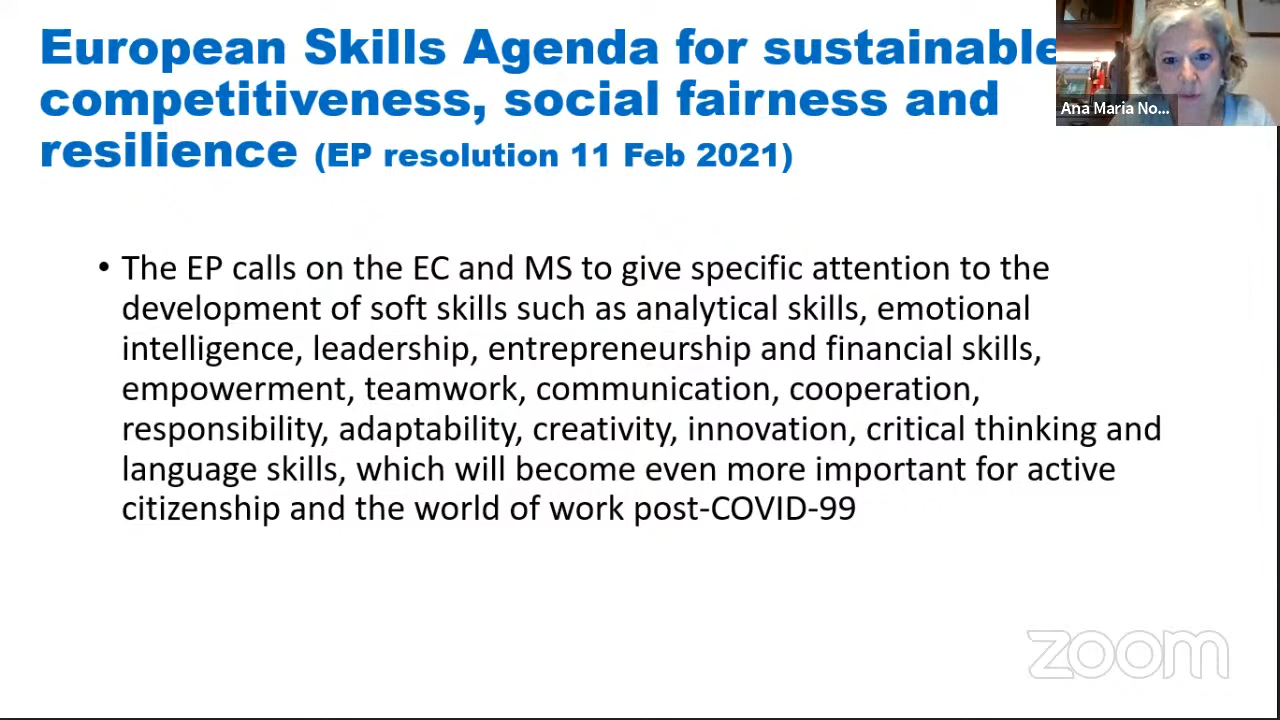 European Skills Agenda for sustainable
competitiveness, social fairness and
resilience (EP resolution 11 Feb 2021)
Ana Maria No...
• The EP calls on the EC and MS to give specific attention to the
development of soft skills such as analytical skills, emotional
intelligence, leadership, entrepreneurship and financial skills,
empowerment, teamwork, communication, cooperation,
responsibility, adaptability, creativity, innovation, critical thinking and
language skills, which will become even more important for active
citizenship and the world of work post-COVID-99
zoom